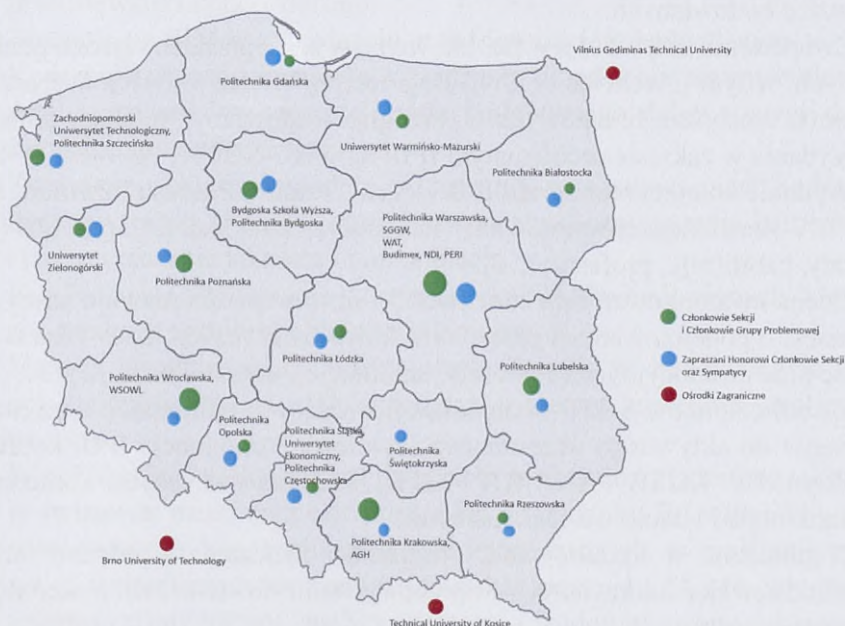 Vilnius Gediminas Technical University
Politechnika Gdańska
Zachodniopomorski
Uniwersytet Technologiczny,
Politechnika Szczecińska
Uniwersytet Warmińsko-Mazurski
Politechnika Białostocka
Bydgoska Szkoła Wyższa,
Politechnika Bydgoska
Politechnika Warszawska,
SGGW,
WAT,
Budimex, NDI, PERI
Uniwersytet
Zielonogórski
Politechnika Poznańska
Członkowie Sekcji
i Członkowie Grupy Problemowej
Zapraszani Honorowi Członkowie Sekcji
oraz Sympatycy
Ośrodki Zagraniczne
Politechnika Łódzka
Politechnika Lubelska
Politechnika Wrocławska,
WSOWL
Politechnika
Opolska
Politechnika Śląska,
Uniwersytet
Ekonomiczny,
Politechnika
Częstochowska
Politechnika
Świętokrzyska
Politechnika Rzeszowska
Politechnika Krakowska,
AGH
Brno University of Technology
Technical University of Kosice